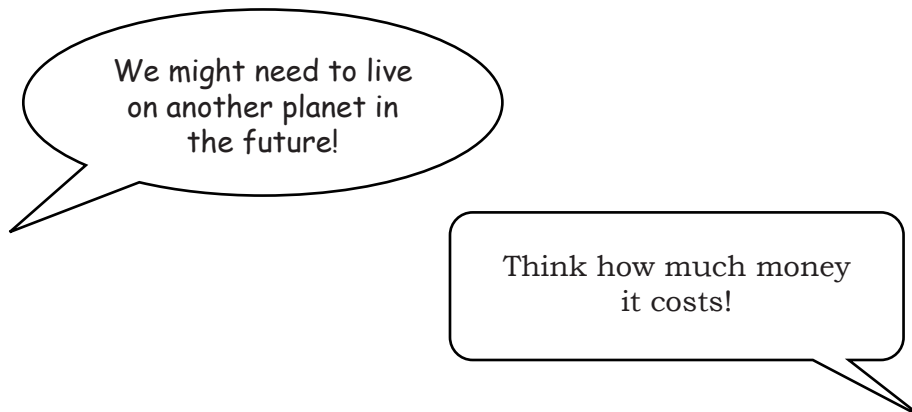 We might need to live
on another planet in
the future!
Think how much money
it costs!